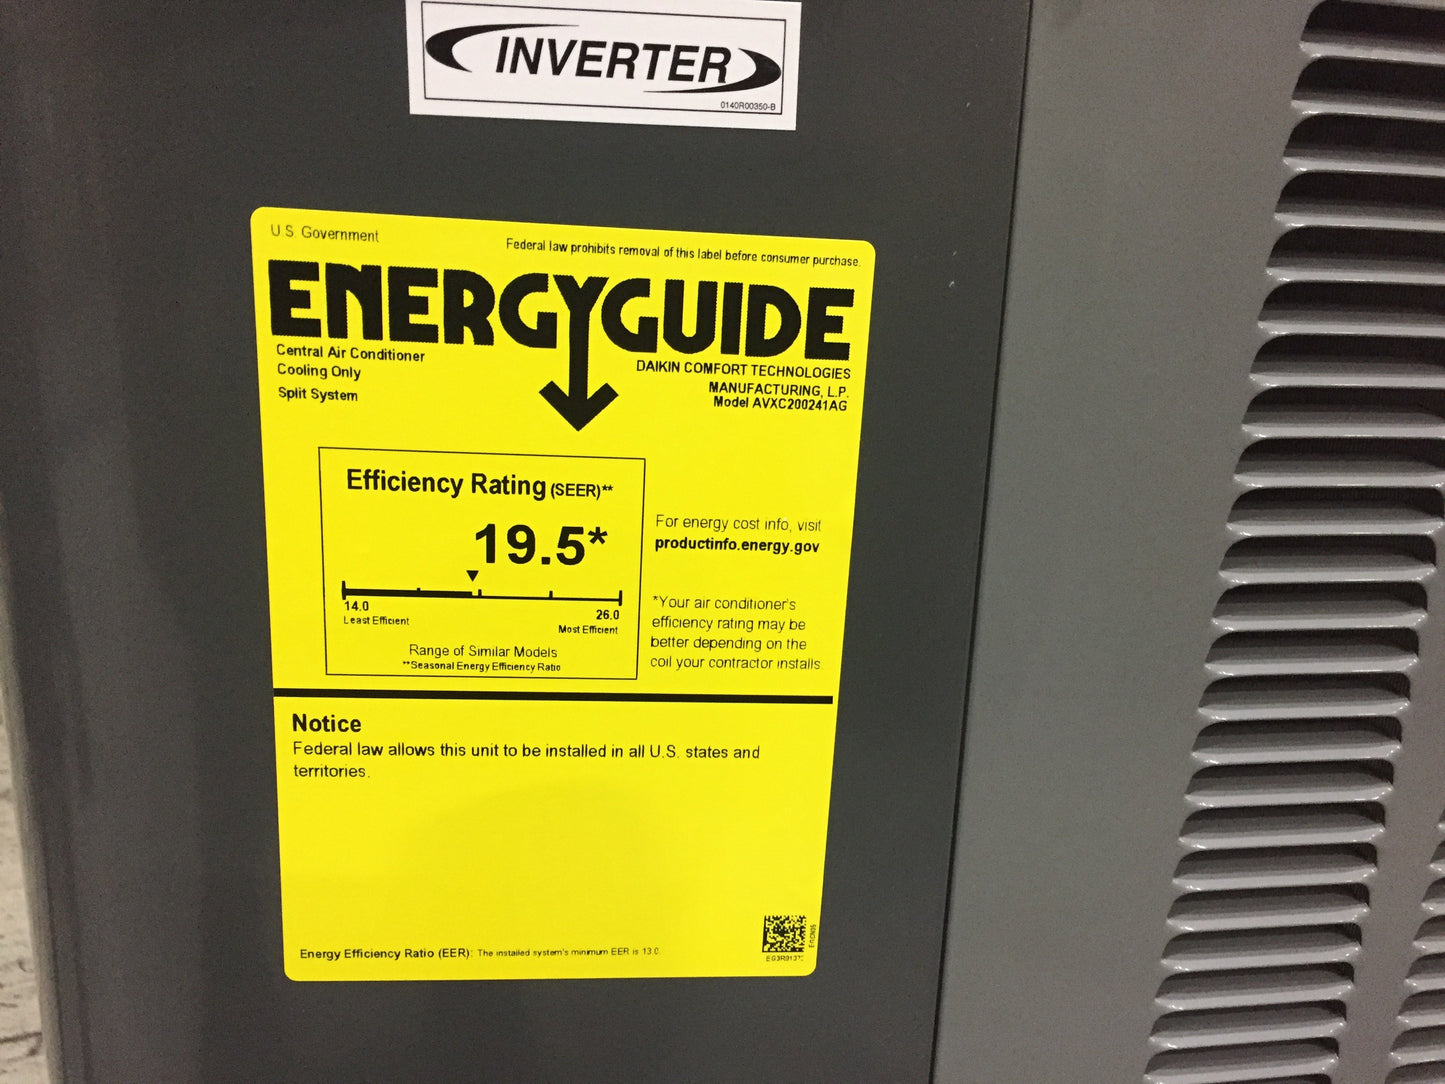 INVERTER
0140R00350-B
U.S. Government
Federal law prohibits removal of this label before consumer purchase.
ENERGYGUIDE
Central Air Conditioner
Cooling Only
Split System
DAIKIN COMFORT TECHNOLOGIES
MANUFACTURING, L.P.
Model AVXC200241AG
Efficiency Rating (SEER)**
19.5*
14.0
Least Efficient
26.0
Most Efficient
Range of Similar Models
**Seasonal Energy Efficiency Ratio
For energy cost info, visit
productinfo.energy.gov
*Your air conditioner's
efficiency rating may be
better depending on the
coil your contractor installs.
Notice
Federal law allows this unit to be installed in all U.S. states and
territories.
Energy Efficiency Ratio (EER): The installed system's minimum EER is 13.0.